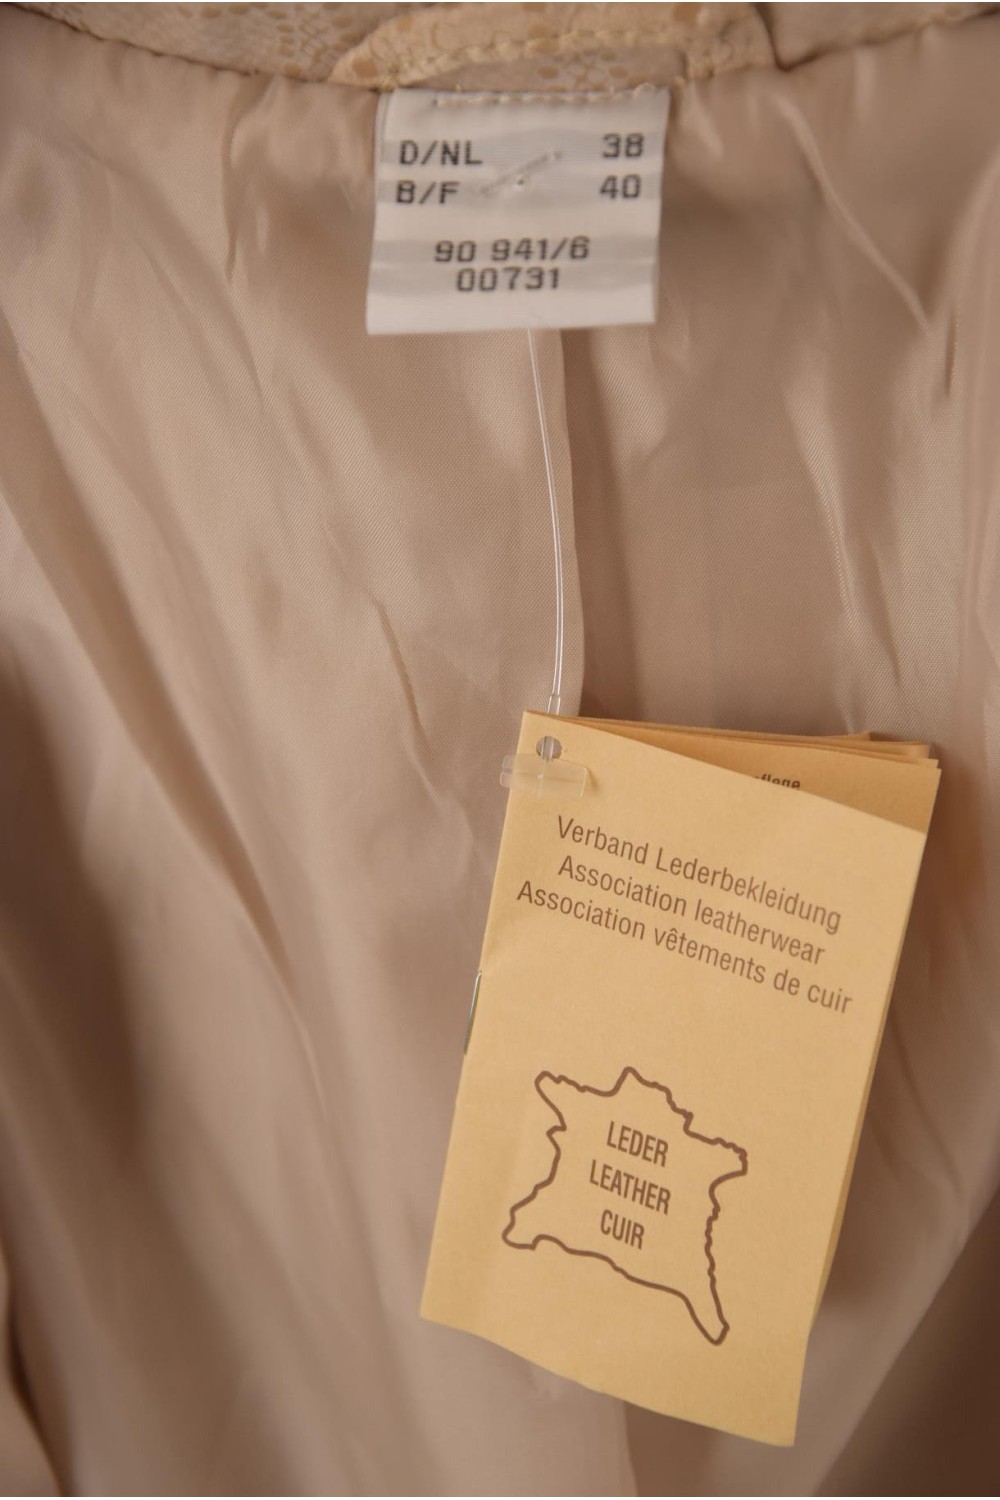 D/NL 38
B/F 40
90 941/6
00731
Verband Lederbekleidung
Association leatherwear
Association vêtements de cuir
LEDER
LEATHER
CUIR